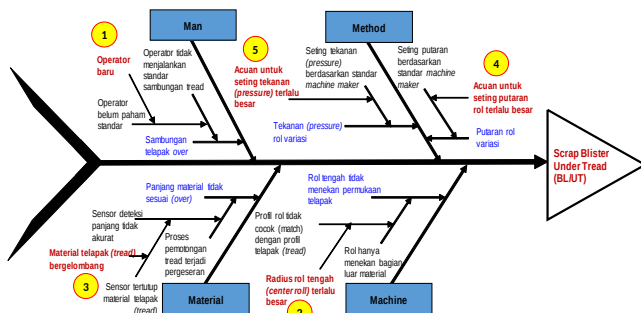 Man
Method
1
5
4
Operator
baru
Operator tidak
menjalankan
standar
sambungan tread
Operator
belum paham
standar
Sambungan
telapak over
Acuan untuk
seting tekanan
(pressure) terlalu
besar
Seting tekanan
(pressure)
berdasarkan standar
machine maker
Tekanan (pressure)
rol variasi
Seting putaran
berdasarkan
standar machine
maker
Acuan untuk
seting putaran
rol terlalu besar
Putaran rol
variasi
Scrap Blister
Under Tread
(BL/UT)
Panjang material tidak
sesuai (over)
Sensor deteksi
panjang tidak
akurat
Material telapak (tread)
bergelombang
3
Sensor tertutup
material telapak
(tread)
Proses
pemotongan
tread terjadi
pergeseran
Material
Rol tengah tidak
menekan permukaan
telapak
Profil rol tidak
cocok (match)
dengan profil
telapak (tread)
Radius rol tengah
(center roll) terlalu
besar
2
Rol hanya
menekan bagian
luar material
Machine